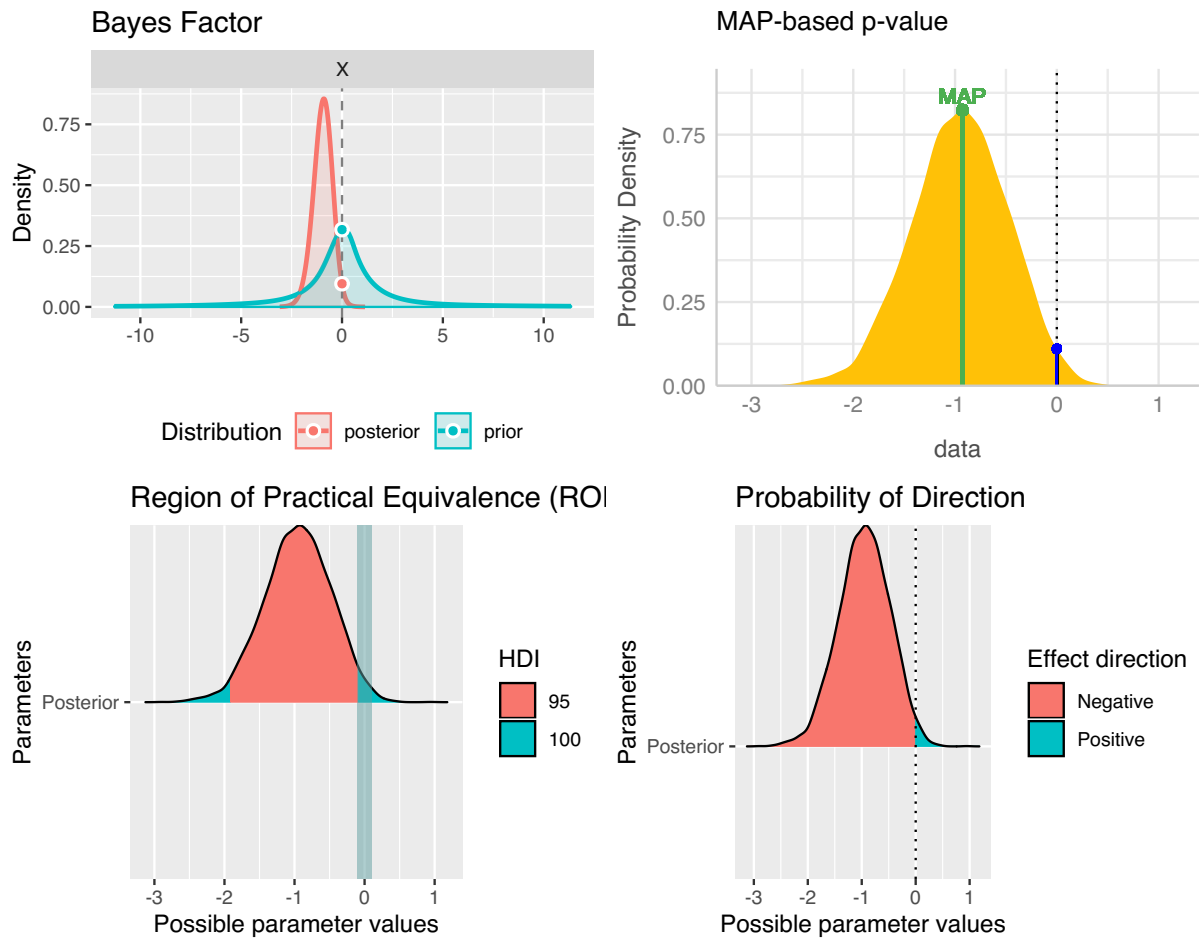 Bayes Factor
X
Density
0.75
0.50
0.25
0.00
-10 -5 0 5 10
Distribution posterior prior
MAP-based p-value
MAP
Probability Density
0.75
0.50
0.25
0.00
-3 -2 -1 0 1
data
Region of Practical Equivalence (ROI
Parameters
Posterior
-3 -2 -1 0 1
Possible parameter values
HDI
95
100
Probability of Direction
Parameters
Posterior
-3 -2 -1 0 1
Possible parameter values
Effect direction
Negative
Positive